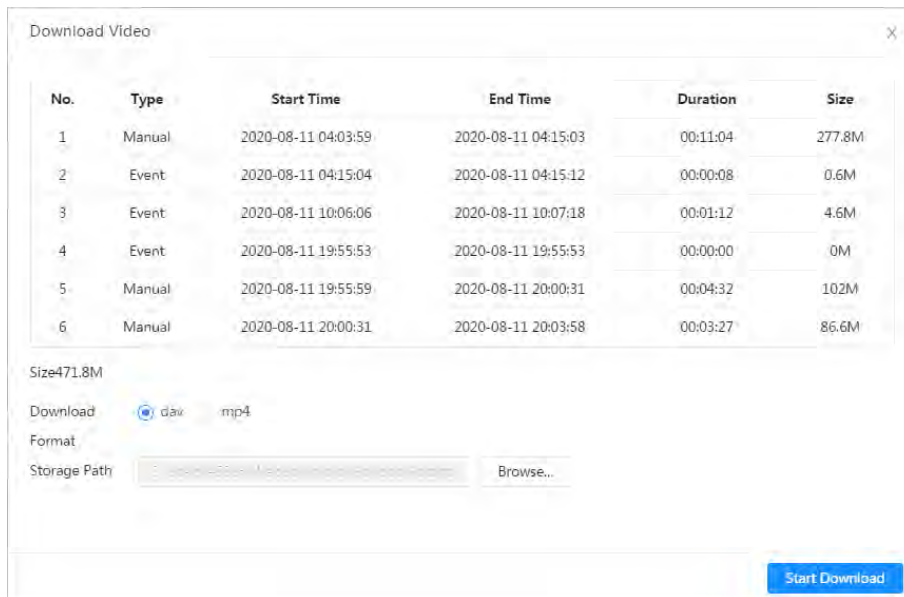 Download Video X
No. Type Start Time End Time Duration Size
1 Manual 2020-08-11 04:03:59 2020-08-11 04:15:03 00:11:04 277.8M
2 Event 2020-08-11 04:15:04 2020-08-11 04:15:12 00:00:08 0.6M
3 Event 2020-08-11 10:06:06 2020-08-11 10:07:18 00:01:12 4.6M
4 Event 2020-08-11 19:55:53 2020-08-11 19:55:53 00:00:00 0M
5 Manual 2020-08-11 19:55:59 2020-08-11 20:00:31 00:04:32 102M
6 Manual 2020-08-11 20:00:31 2020-08-11 20:03:58 00:03:27 86.6M
Size471.8M
Download dav mp4
Format
Storage Path Browse...
Start Download